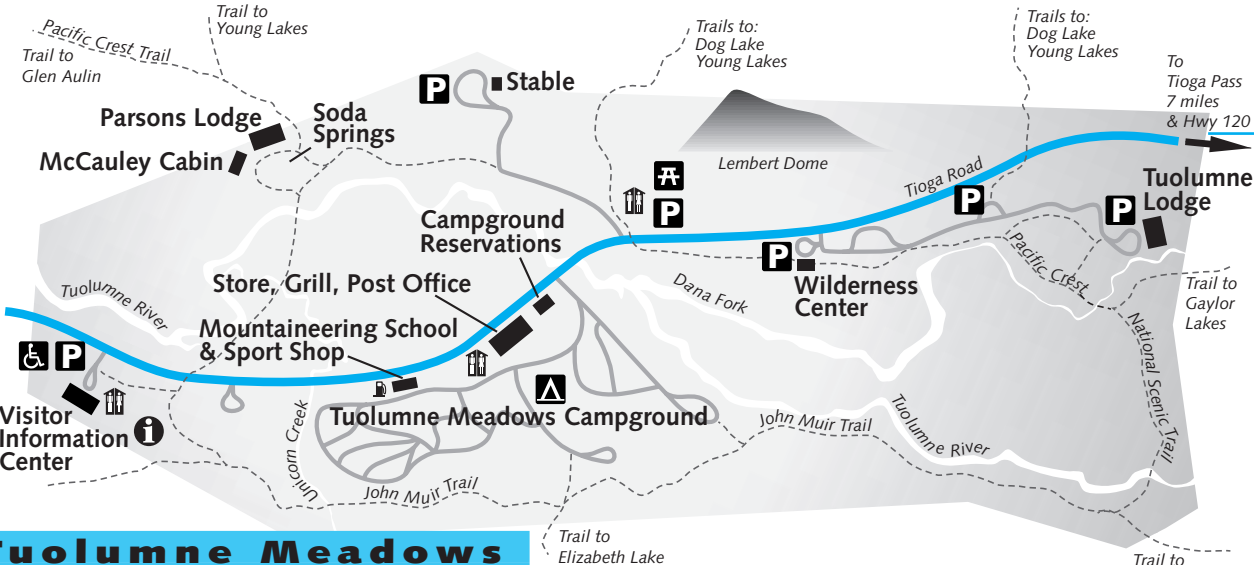 Trail to
Young Lakes
Pacific Crest Trail
Trail to
Glen Aulin
Trails to:
Dog Lake
Young Lakes
Trails to:
Dog Lake
Young Lakes
To
Tioga Pass
7 miles
& Hwy 120
P
Stable
Parsons Lodge
Soda
Springs
McCauley Cabin
Lembert Dome
Tioga Road
P
P
P
Tuolumne
Lodge
Campground
Reservations
P
Wilderness
Center
Pacific Crest
National Scenic Trail
Trail to
Gaylor
Lakes
Dana Fork
Store, Grill, Post Office
Tuolumne River
Mountaineering School
& Sport Shop
P
Visitor
Information
Center
i
Tuolumne Meadows Campground
Unicorn Creek
John Muir Trail
John Muir Trail
Tuolumne River
Trail to
Elizabeth Lake
Trail to
Tuolumne Meadows